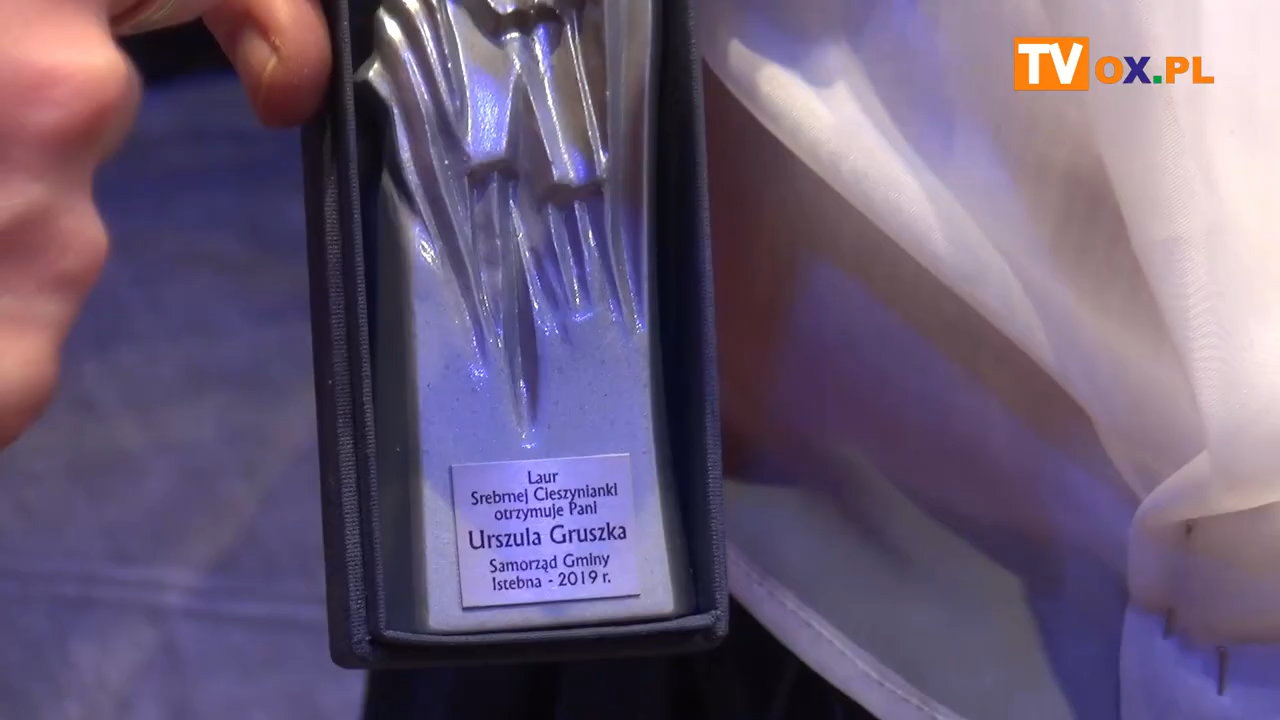 TVOX.PL
Laur
Srebrnej Cieszynianki
otrzymuje Pani
Urszula Gruszka
Samorząd Gminy
Istebna - 2019 r.